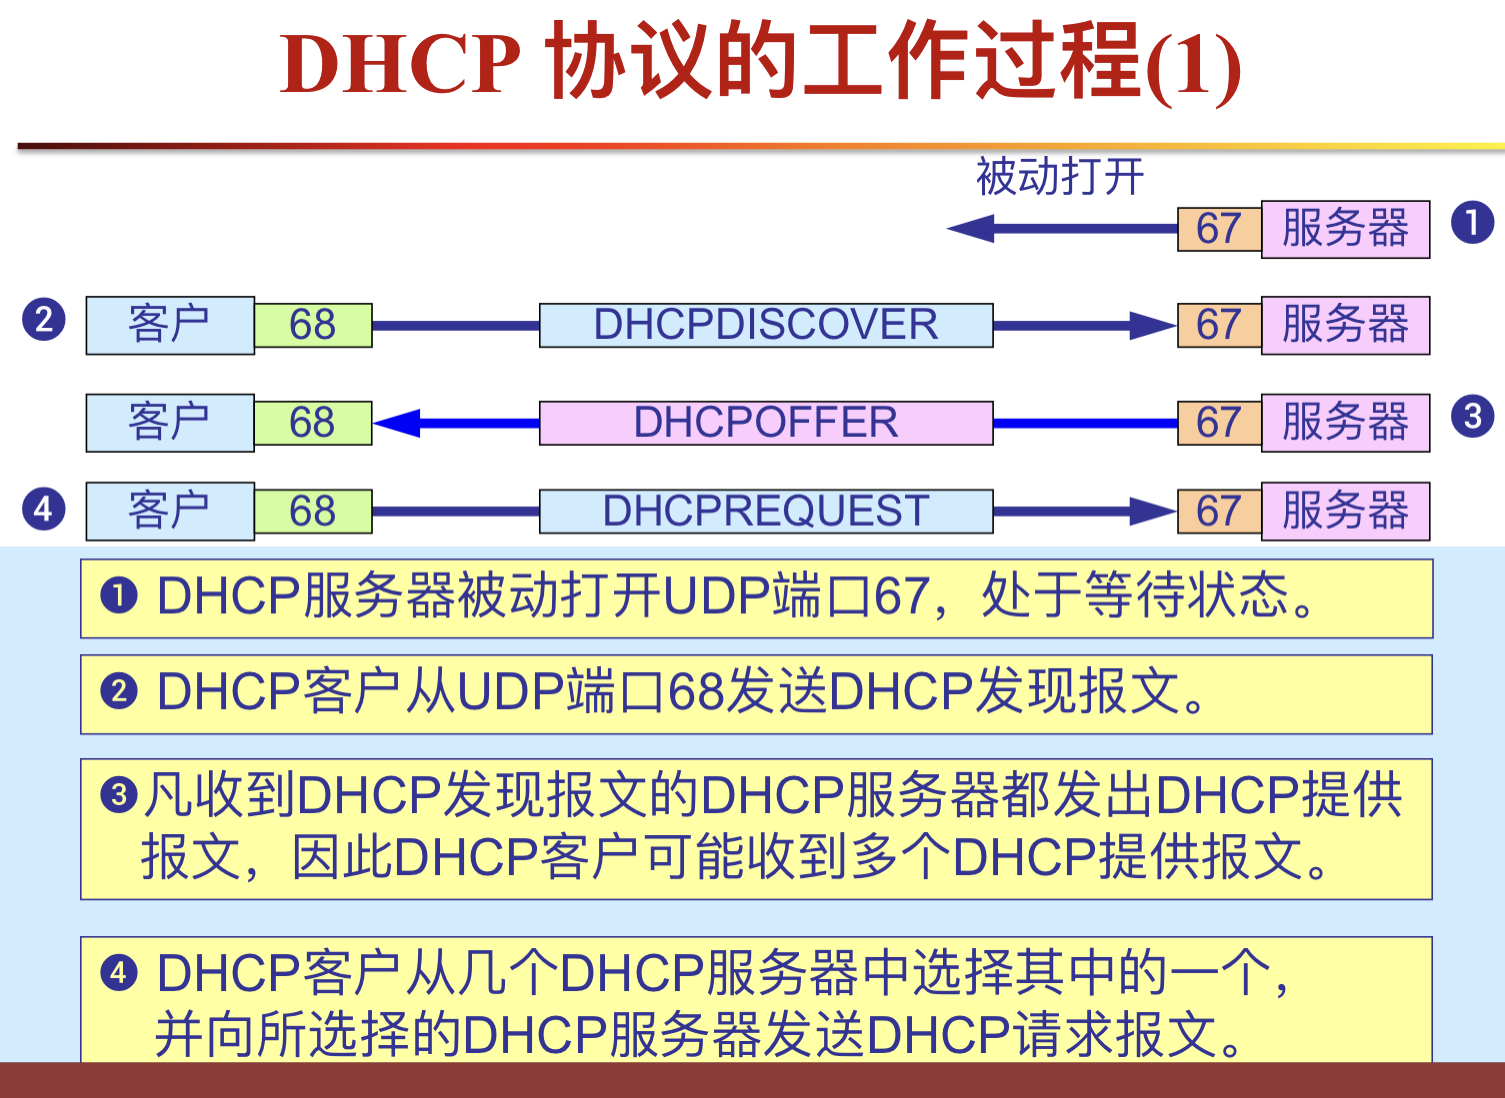 DHCP 协议的工作过程(1)
被动打开
67 服务器 ❶
❷ 客户 68 DHCPDISCOVER 67 服务器
客户 68 DHCPOFFER 67 服务器 ❸
❹ 客户 68 DHCPREQUEST 67 服务器
❶ DHCP服务器被动打开UDP端口67，处于等待状态。
❷ DHCP客户从UDP端口68发送DHCP发现报文。
❸凡收到DHCP发现报文的DHCP服务器都发出DHCP提供
报文，因此DHCP客户可能收到多个DHCP提供报文。
❹ DHCP客户从几个DHCP服务器中选择其中的一个，
并向所选择的DHCP服务器发送DHCP请求报文。